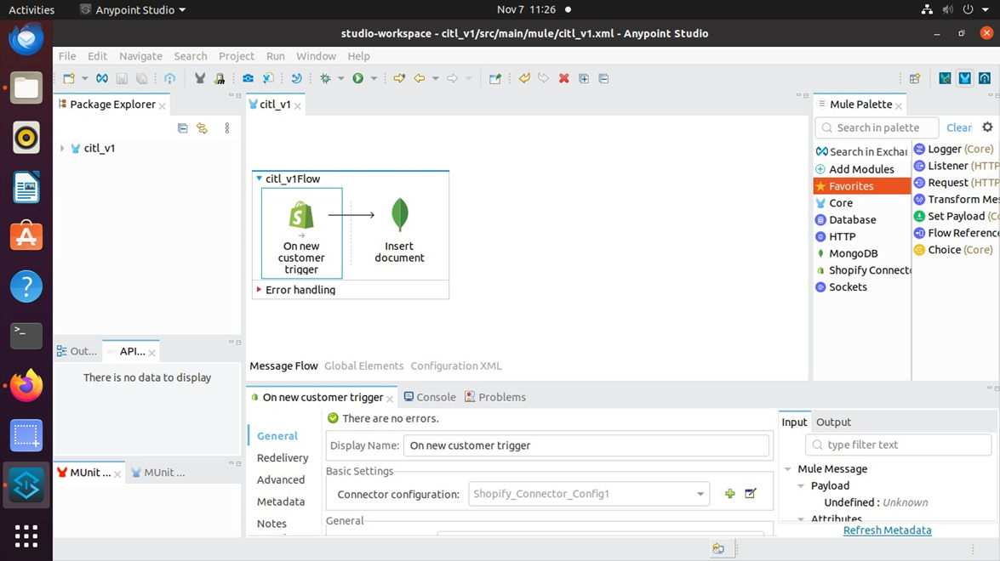 Activities
Anypoint Studio
Nov 7 11:26
studio-workspace - citl_v1/src/main/mule/citl_v1.xml - Anypoint Studio
File Edit Navigate Search Project Run Window Help
Package Explorer
citl_v1
Out...
API...
There is no data to display
MUnit ...
MUnit ...
citl_v1
citl_v1Flow
On new
customer
trigger
Insert
document
Error handling
Message Flow Global Elements Configuration XML
Mule Palette
Search in palette
Clear
Search in Exchar
Add Modules
Favorites
Core
Database
HTTP
MongoDB
Shopify Connecto
Sockets
Logger (Core)
Listener (HTTP
Request (HTTP
Transform Mes
Set Payload (Co
Flow Reference
Choice (Core)
On new customer trigger
Console
Problems
There are no errors.
General
Redelivery
Advanced
Metadata
Notes
Display Name: On new customer trigger
Basic Settings
Connector configuration: Shopify_Connector_Config1
General
Input
Output
type filter text
Mule Message
Payload
Undefined : Unknown
Attributes
Refresh Metadata